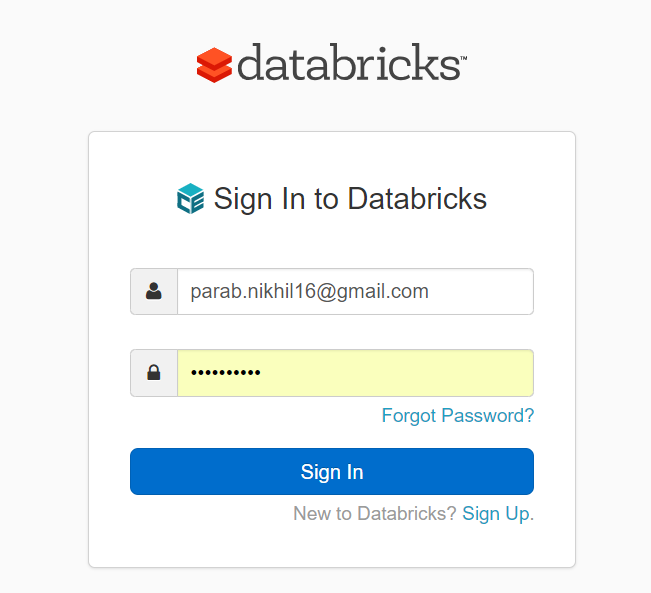 databricks™
Sign In to Databricks
parab.nikhil16@gmail.com
••••••••••
Forgot Password?
Sign In
New to Databricks? Sign Up.